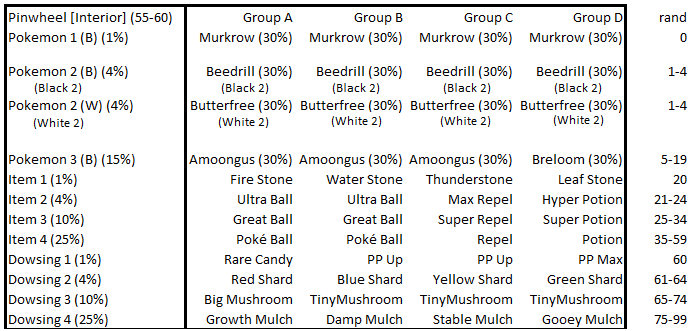 Pinwheel [Interior] (55-60) Group A Group B Group C Group D rand
Pokemon 1 (B) (1%) Murkrow (30%) Murkrow (30%) Murkrow (30%) Murkrow (30%) 0
Pokemon 2 (B) (4%) Beedrill (30%) Beedrill (30%) Beedrill (30%) Beedrill (30%) 1-4
(Black 2) (Black 2) (Black 2) (Black 2) (Black 2)
Pokemon 2 (W) (4%) Butterfree (30%) Butterfree (30%) Butterfree (30%) Butterfree (30%) 1-4
(White 2) (White 2) (White 2) (White 2) (White 2)
Pokemon 3 (B) (15%) Amoongus (30%) Amoongus (30%) Amoongus (30%) Breloom (30%) 5-19
Item 1 (1%) Fire Stone Water Stone Thunderstone Leaf Stone 20
Item 2 (4%) Ultra Ball Ultra Ball Max Repel Hyper Potion 21-24
Item 3 (10%) Great Ball Great Ball Super Repel Super Potion 25-34
Item 4 (25%) Poké Ball Poké Ball Repel Potion 35-59
Dowsing 1 (1%) Rare Candy PP Up PP Up PP Max 60
Dowsing 2 (4%) Red Shard Blue Shard Yellow Shard Green Shard 61-64
Dowsing 3 (10%) Big Mushroom TinyMushroom TinyMushroom TinyMushroom 65-74
Dowsing 4 (25%) Growth Mulch Damp Mulch Stable Mulch Gooey Mulch 75-99